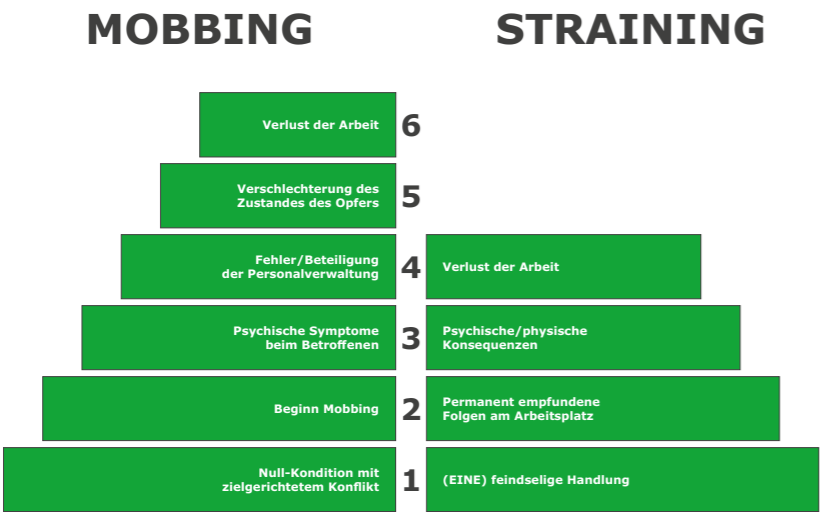 MOBBING
STRAINING
Verlust der Arbeit
6
Verschlechterung des
Zustandes des Opfers
5
Fehler/Beteiligung
der Personalverwaltung
4
Verlust der Arbeit
Psychische Symptome
beim Betroffenen
3
Psychische/physische
Konsequenzen
Beginn Mobbing
2
Permanent empfundene
Folgen am Arbeitsplatz
Null-Kondition mit
zielgerichtetem Konflikt
1
(EINE) feindselige Handlung